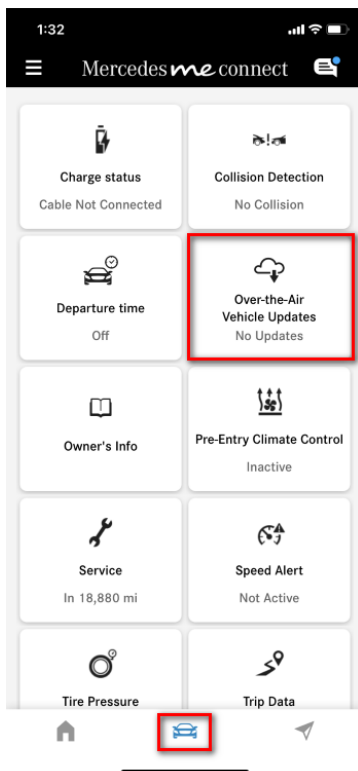 1:32
Mercedes me connect
Charge status
Cable Not Connected
Collision Detection
No Collision
Departure time
Off
Over-the-Air
Vehicle Updates
No Updates
Owner's Info
Pre-Entry Climate Control
Inactive
Service
In 18,880 mi
Speed Alert
Not Active
Tire Pressure
Trip Data